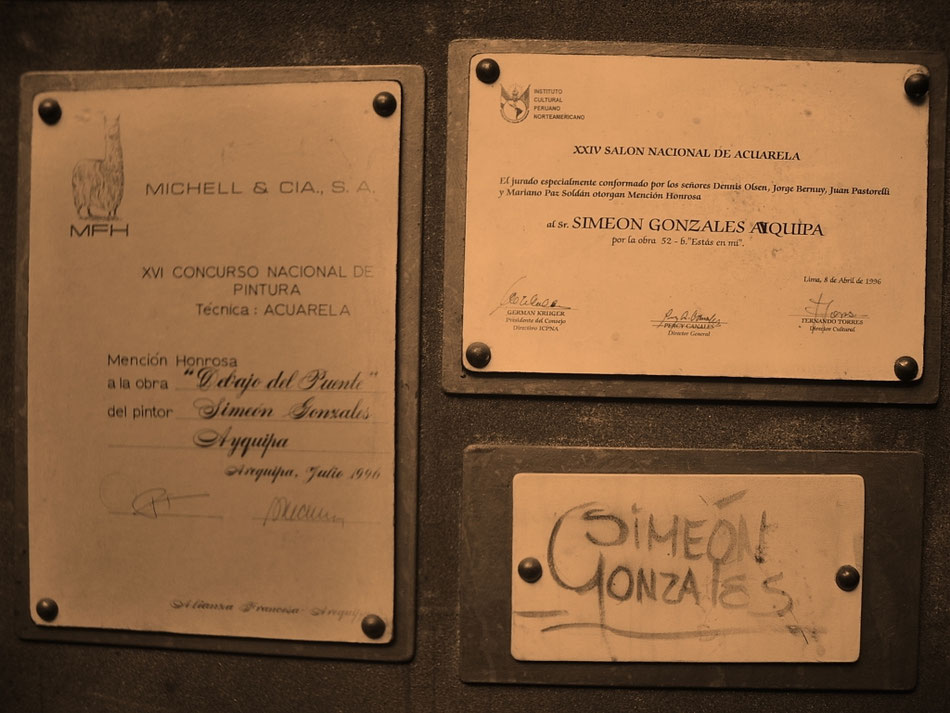 MICHELL & CIA., S. A.
MFH
XVI CONCURSO NACIONAL DE
PINTURA
Técnica : ACUARELA
Mención Honrosa
a la obra "Debajo del Puente"
del pintor Simeón Gonzales
Ayquipa
Arequipa, Julio 1996
Alianza Francesa - Arequipa
INSTITUTO
CULTURAL
PERUANO
NORTEAMERICANO
XXIV SALON NACIONAL DE ACUARELA
El jurado especialmente conformado por los señores Dennis Olsen, Jorge Bernuy, Juan Pastorelli
y Mariano Paz Soldán otorgan Mención Honrosa
al Sr. SIMEON GONZALES AYQUIPA
por la obra 52 - b."Estás en mí".
Lima, 8 de Abril de 1996
GERMAN KRUGER
Presidente del Consejo
Directivo ICPNA
PERCY CANALES
Director General
FERNANDO TORRES
Director Cultural
SIMEÓN
GONZALES